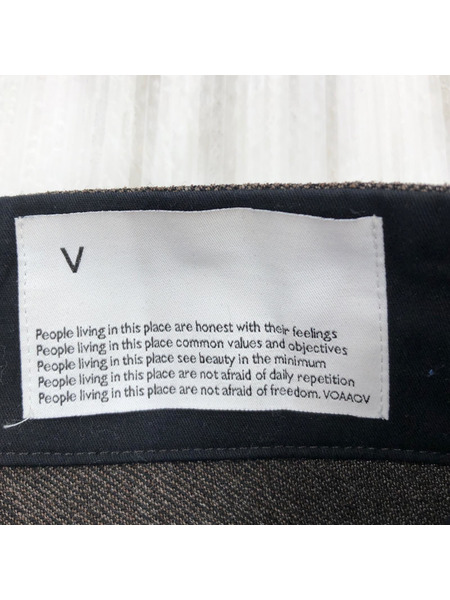 V
People living in this place are honest with their feelings
People living in this place common values and objectives
People living in this place see beauty in the minimum
People living in this place are not afraid of daily repetition
People living in this place are not afraid of freedom. VOAAOV